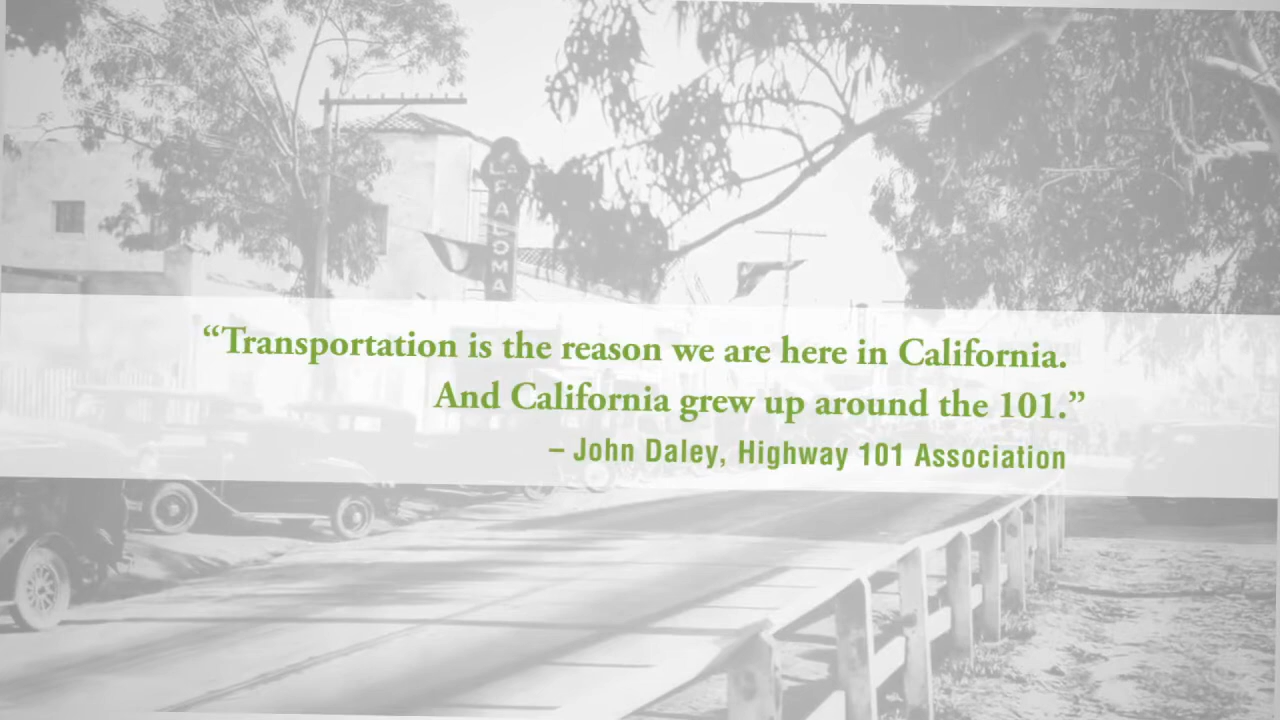 LA PALOMA
“Transportation is the reason we are here in California.
And California grew up around the 101.”
– John Daley, Highway 101 Association